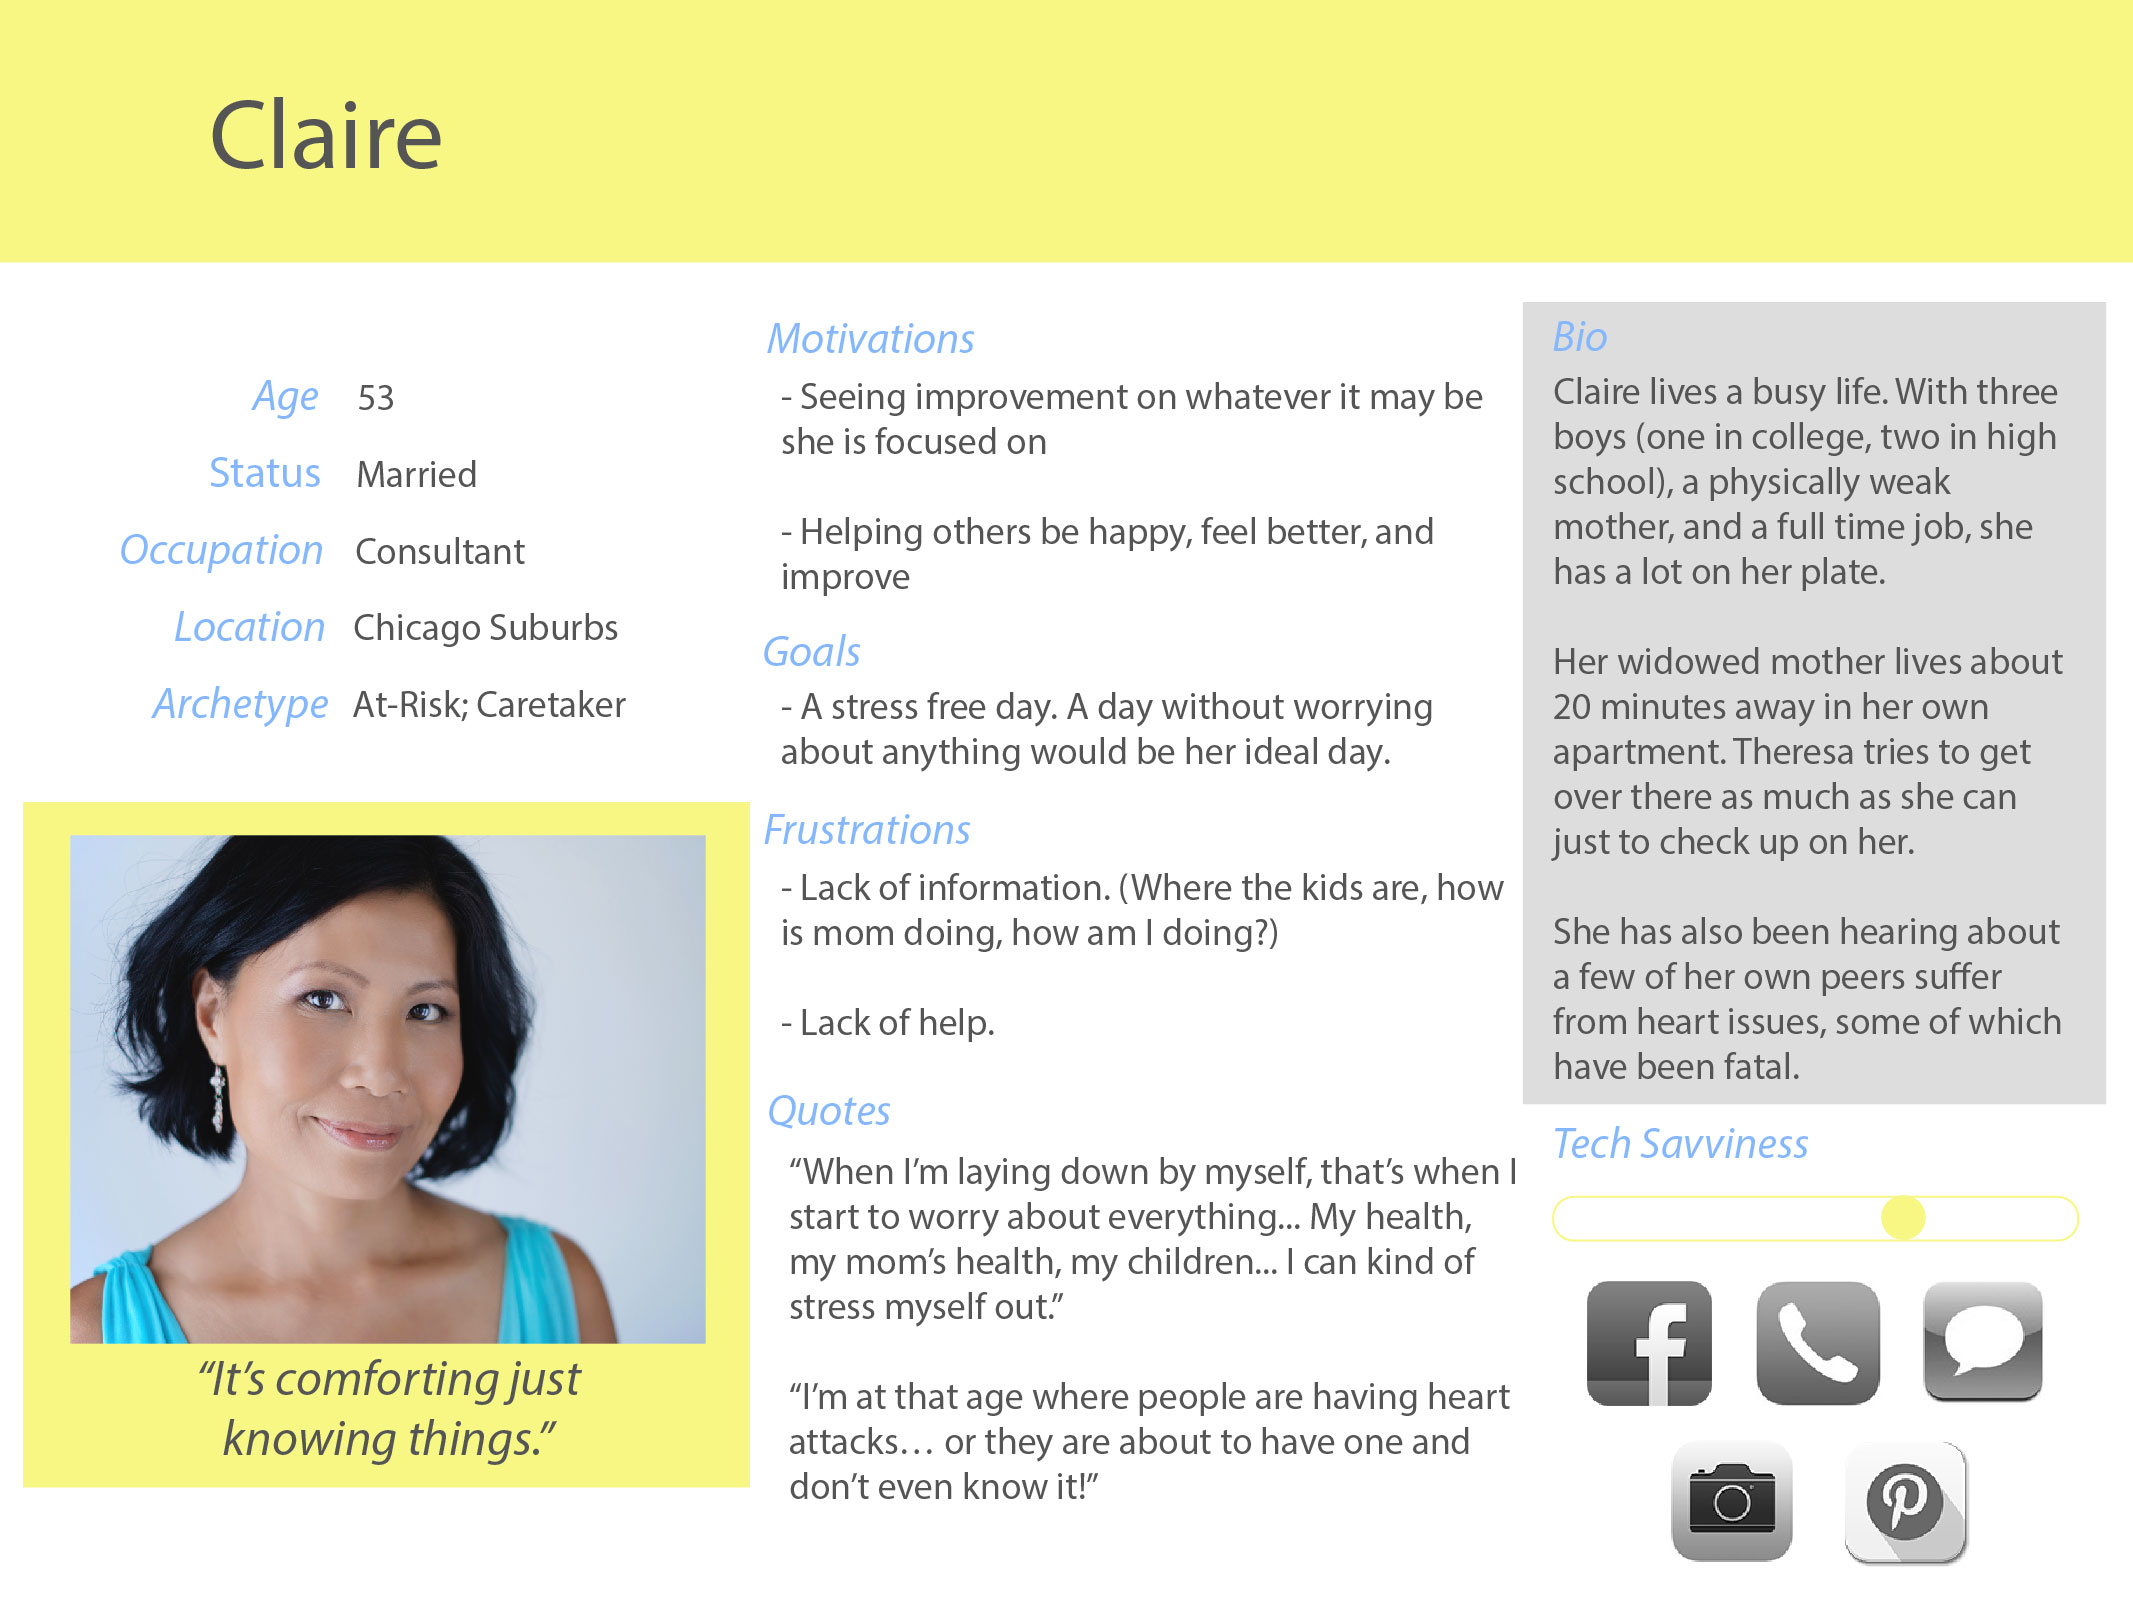 Claire
Age 53
Status Married
Occupation Consultant
Location Chicago Suburbs
Archetype At-Risk; Caretaker
“It’s comforting just
knowing things.”
Motivations
- Seeing improvement on whatever it may be
she is focused on
- Helping others be happy, feel better, and
improve
Goals
- A stress free day. A day without worrying
about anything would be her ideal day.
Frustrations
- Lack of information. (Where the kids are, how
is mom doing, how am I doing?)
- Lack of help.
Quotes
“When I’m laying down by myself, that’s when I
start to worry about everything... My health,
my mom’s health, my children... I can kind of
stress myself out.”
“I’m at that age where people are having heart
attacks… or they are about to have one and
don’t even know it!”
Bio
Claire lives a busy life. With three
boys (one in college, two in high
school), a physically weak
mother, and a full time job, she
has a lot on her plate.
Her widowed mother lives about
20 minutes away in her own
apartment. Theresa tries to get
over there as much as she can
just to check up on her.
She has also been hearing about
a few of her own peers suffer
from heart issues, some of which
have been fatal.
Tech Savviness